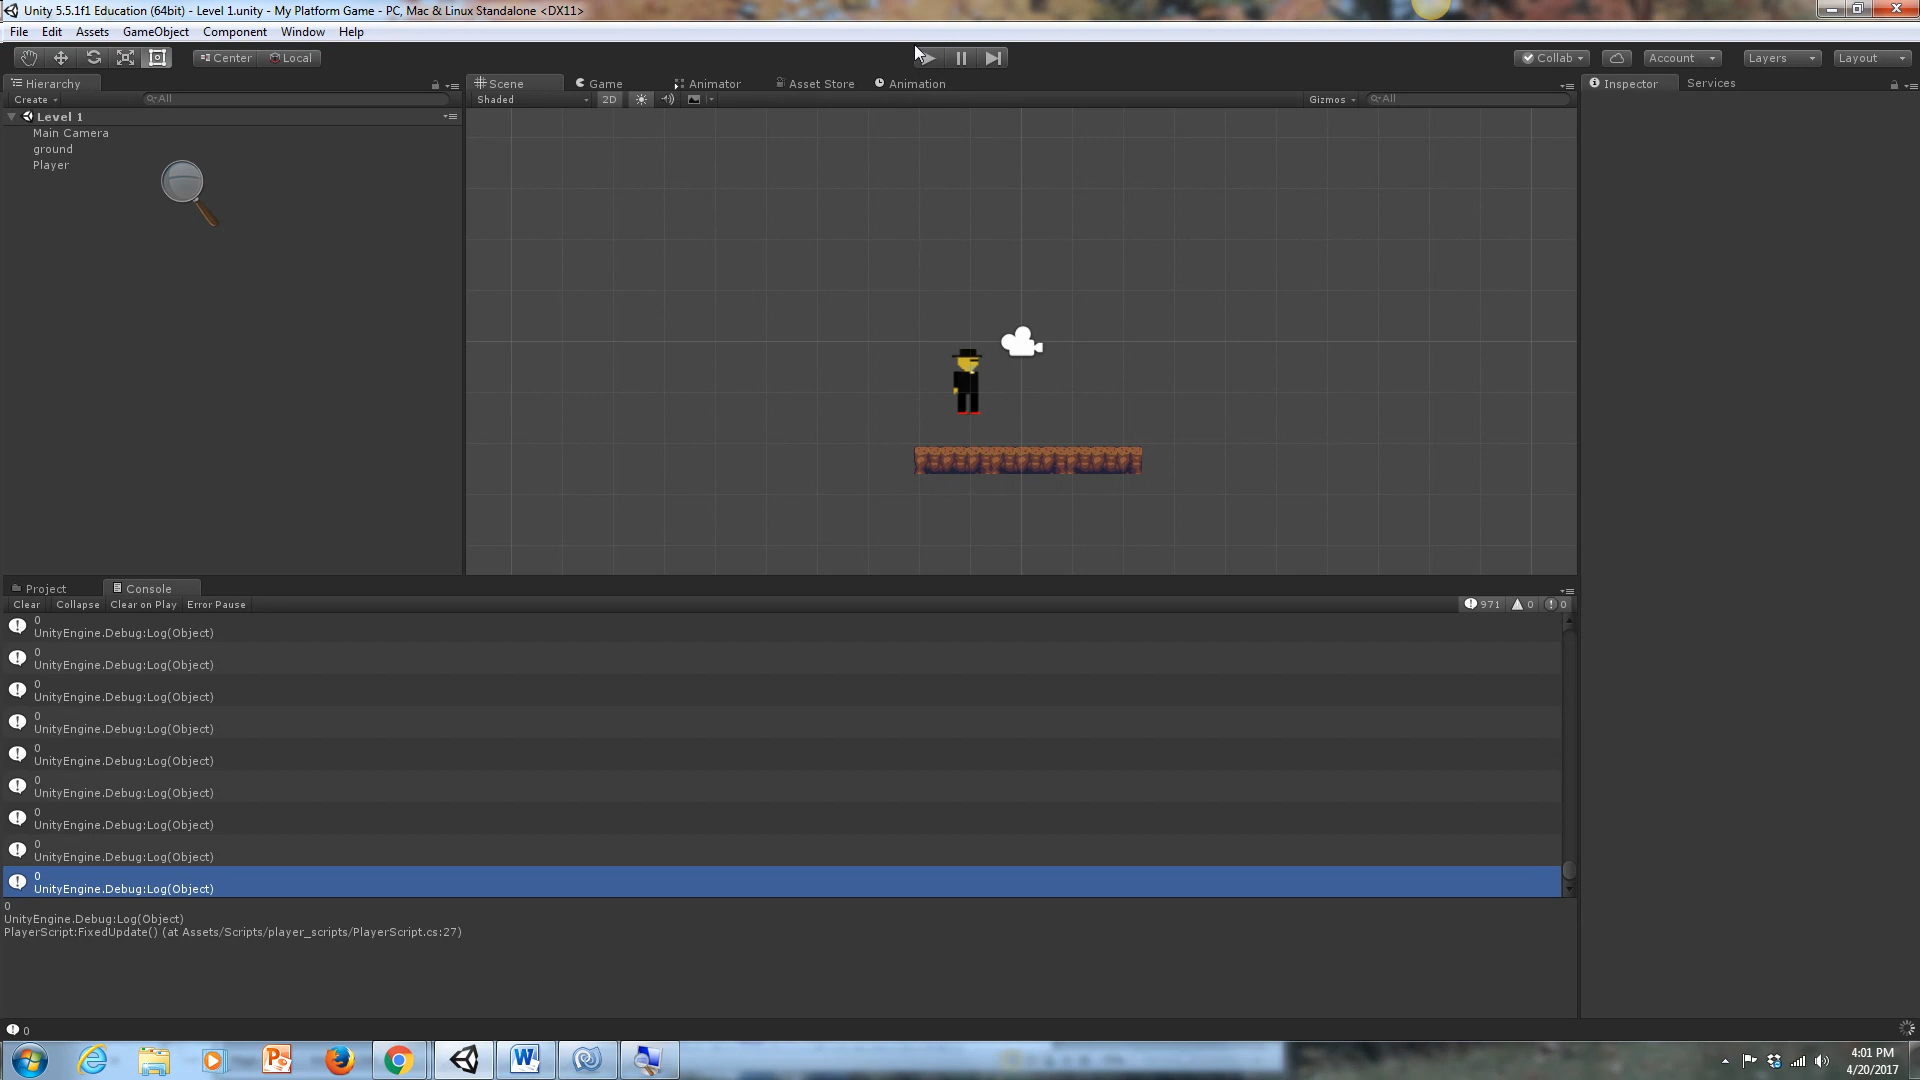 Unity 5.5.1f1 Education (64bit) - Level 1.unity - My Platform Game - PC, Mac & Linux Standalone <DX11>
File Edit Assets GameObject Component Window Help
Center Local Collab Account Layers Layout
Hierarchy Scene Game Animator Asset Store Animation Inspector Services
Create All Shaded 2D Gizmos All
Level 1
Main Camera
ground
Player
Project Console
Clear Collapse Clear on Play Error Pause 971 0 0
0
UnityEngine.Debug:Log(Object)
0
UnityEngine.Debug:Log(Object)
0
UnityEngine.Debug:Log(Object)
0
UnityEngine.Debug:Log(Object)
0
UnityEngine.Debug:Log(Object)
0
UnityEngine.Debug:Log(Object)
0
UnityEngine.Debug:Log(Object)
0
UnityEngine.Debug:Log(Object)
0
UnityEngine.Debug:Log(Object)
0
UnityEngine.Debug:Log(Object)
PlayerScript:FixedUpdate() (at Assets/Scripts/player_scripts/PlayerScript.cs:27)
0
4:01 PM
4/20/2017